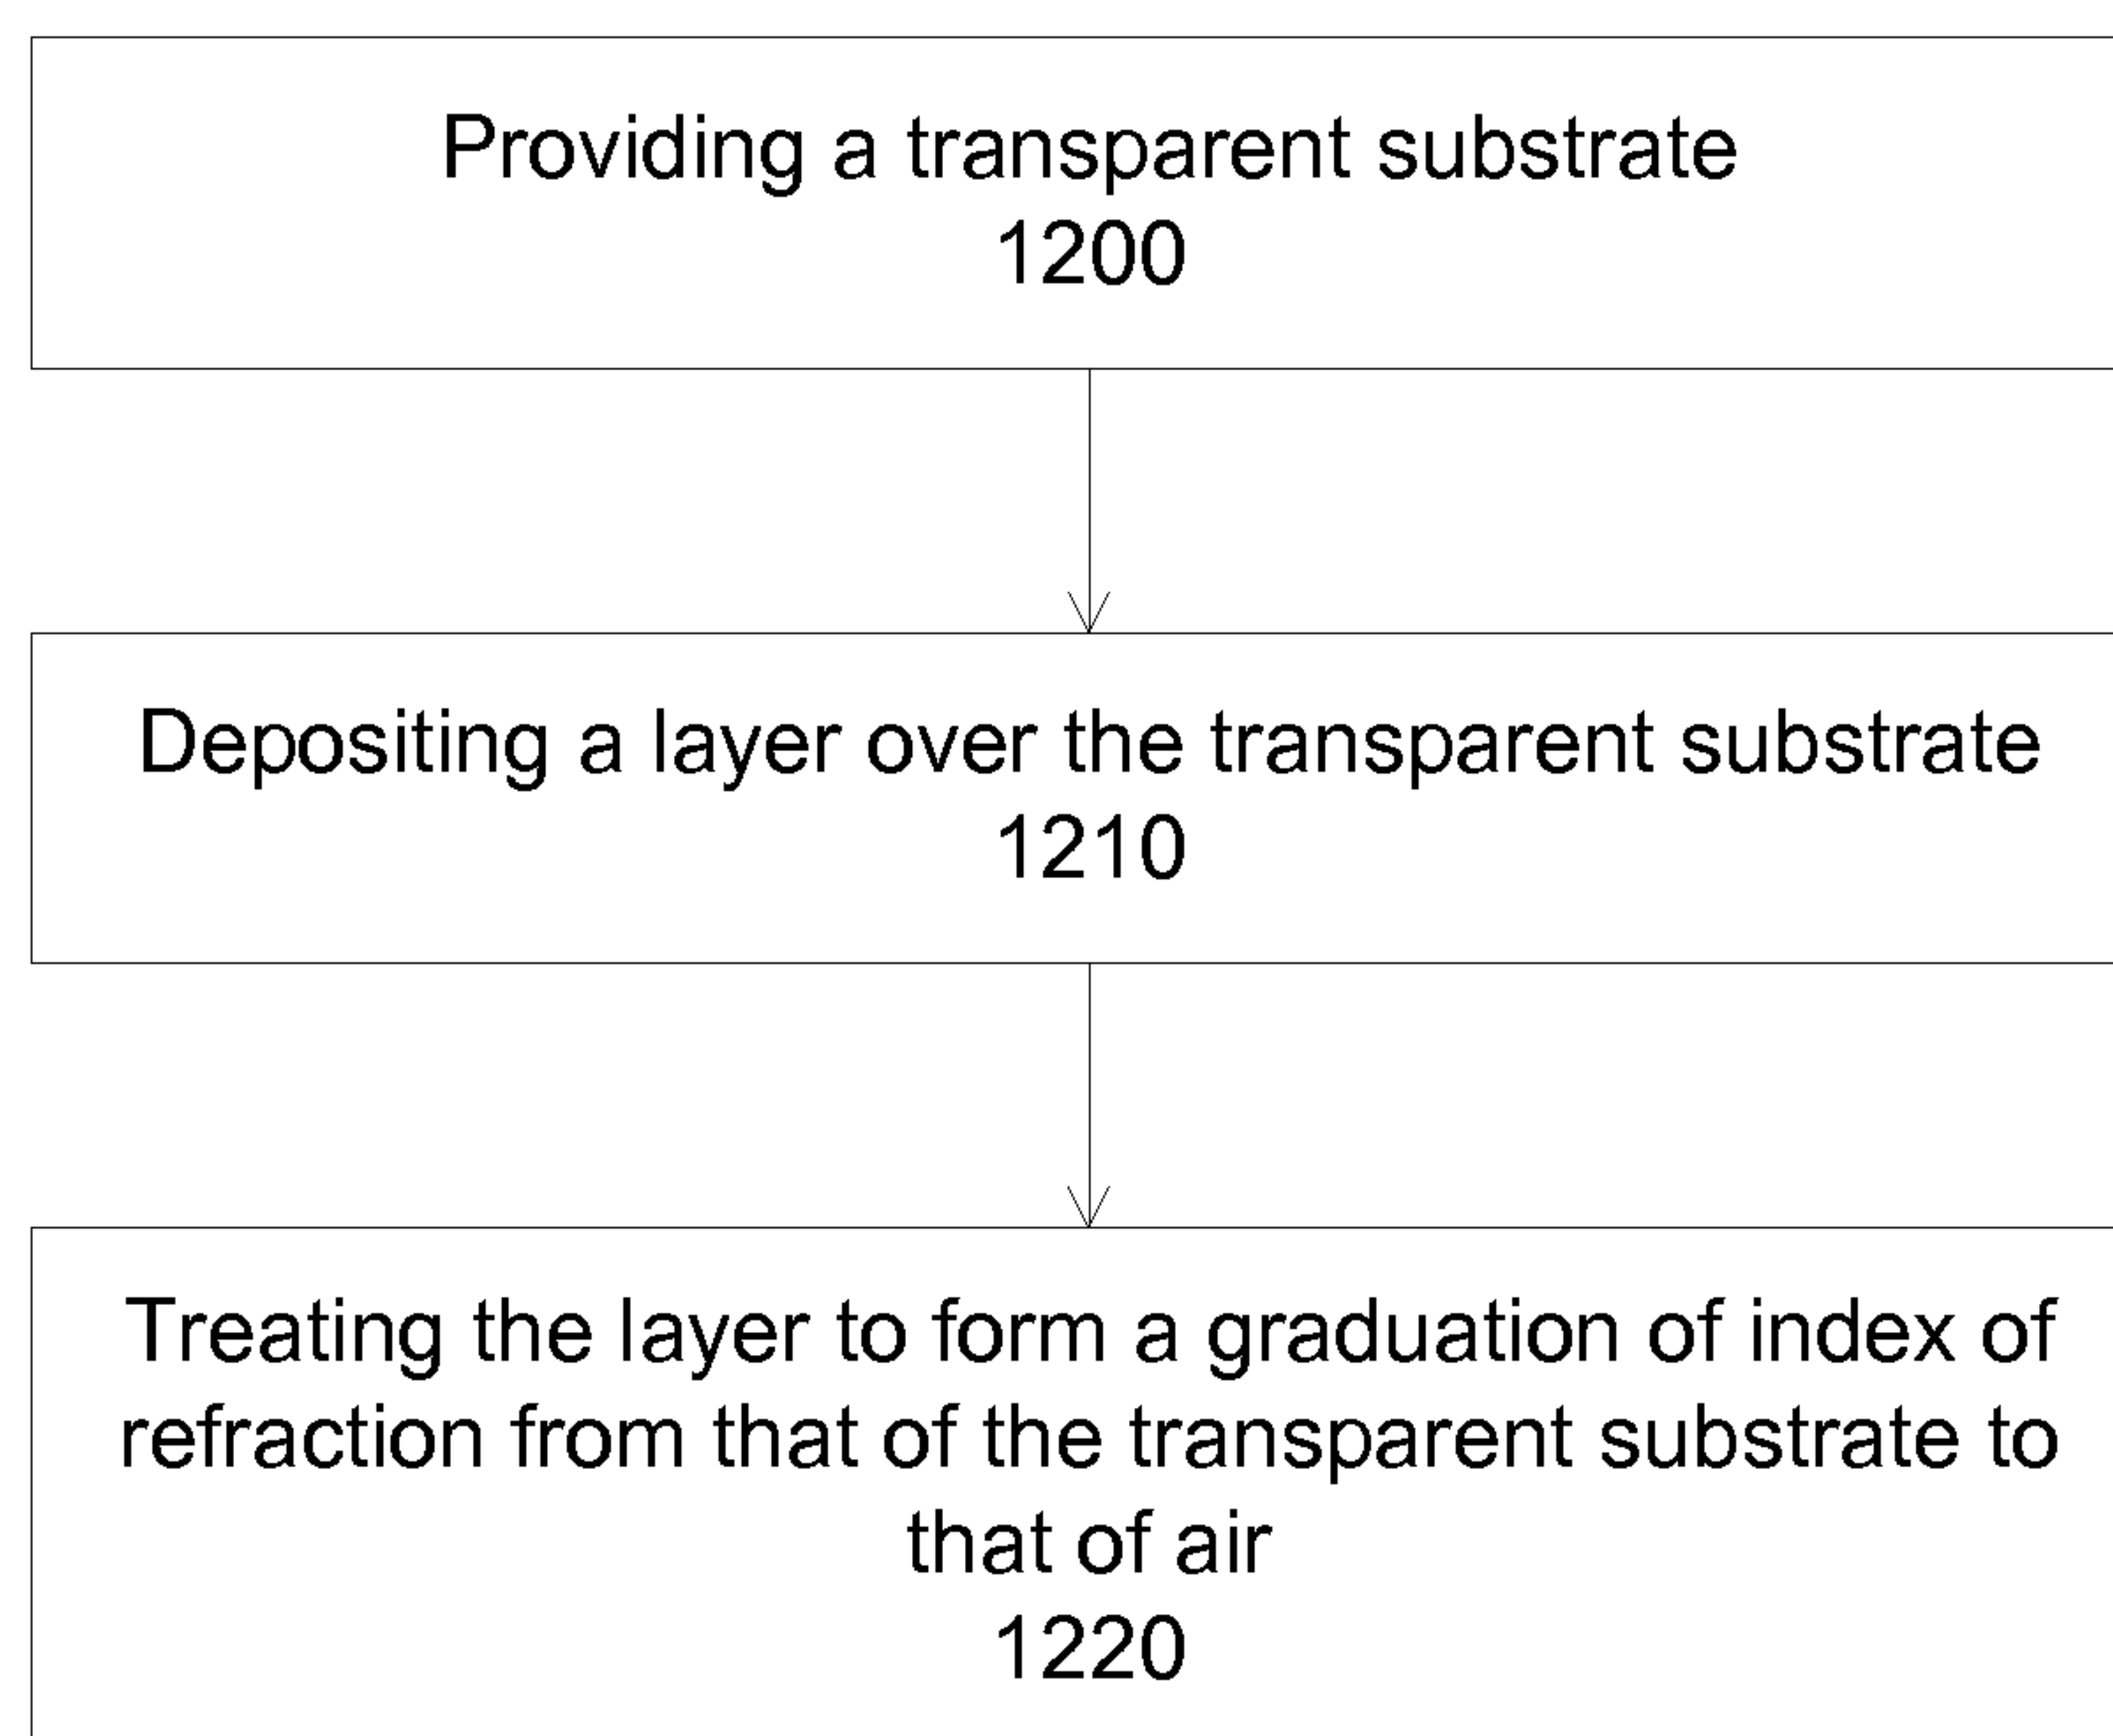 Providing a transparent substrate
1200
Depositing a layer over the transparent substrate
1210
Treating the layer to form a graduation of index of
refraction from that of the transparent substrate to
that of air
1220